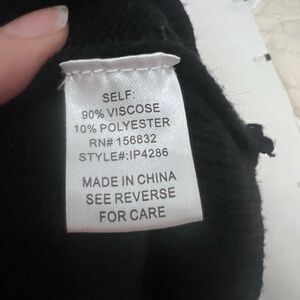 SELF:
90% VISCOSE
10% POLYESTER
RN# 156832
STYLE#:IP4286
MADE IN CHINA
SEE REVERSE
FOR CARE